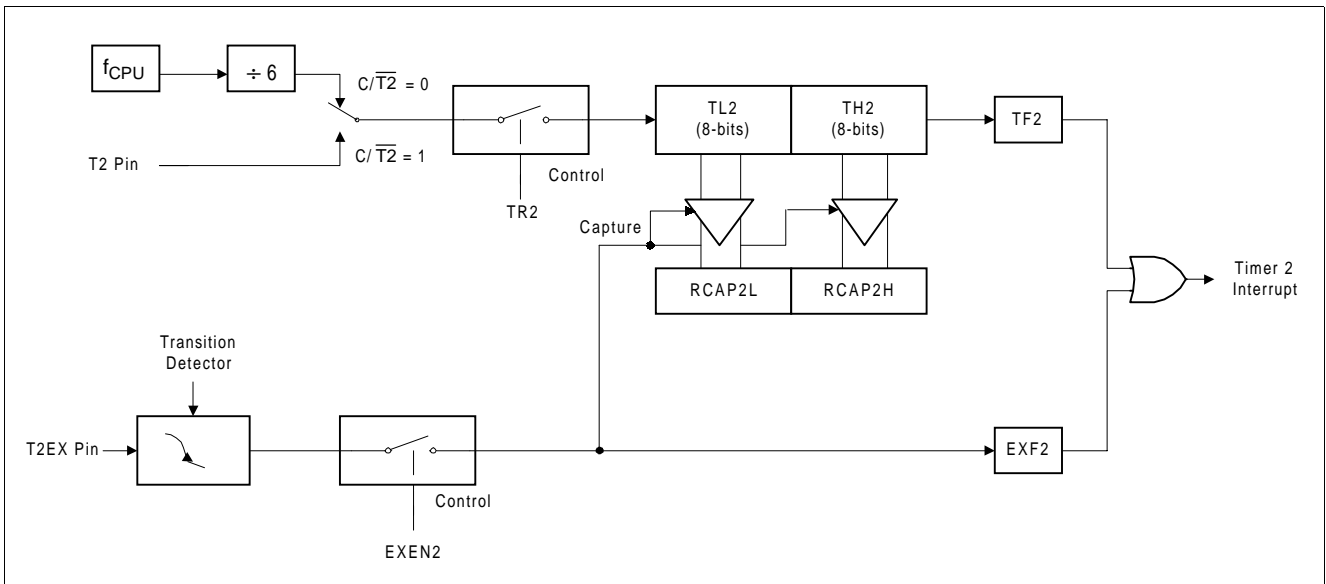 fCPU
÷ 6
C/T2̅ = 0
T2 Pin
C/T2̅ = 1
Control
TR2
TL2
(8-bits)
TH2
(8-bits)
TF2
Capture
RCAP2L
RCAP2H
Timer 2
Interrupt
Transition
Detector
T2EX Pin
Control
EXEN2
EXF2